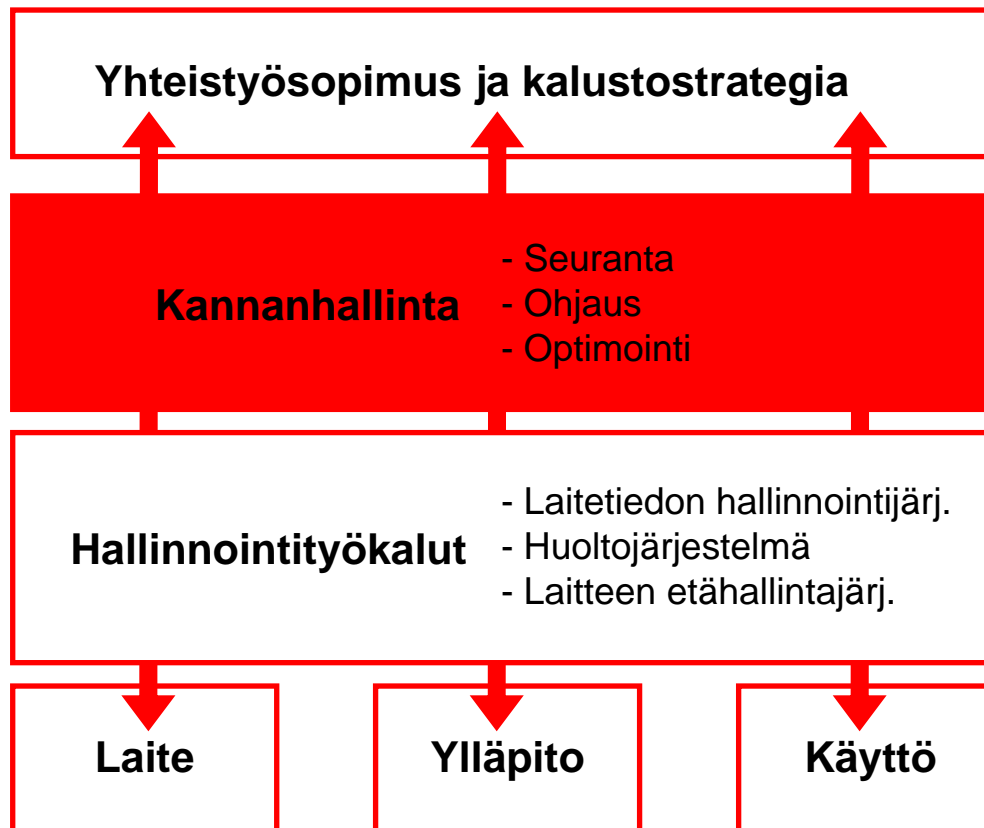 Yhteistyösopimus ja kalustostrategia
Kannanhallinta
- Seuranta
- Ohjaus
- Optimointi
Hallinnointityökalut
- Laitetiedon hallinnointijärj.
- Huoltojärjestelmä
- Laitteen etähallintajärj.
Laite
Ylläpito
Käyttö